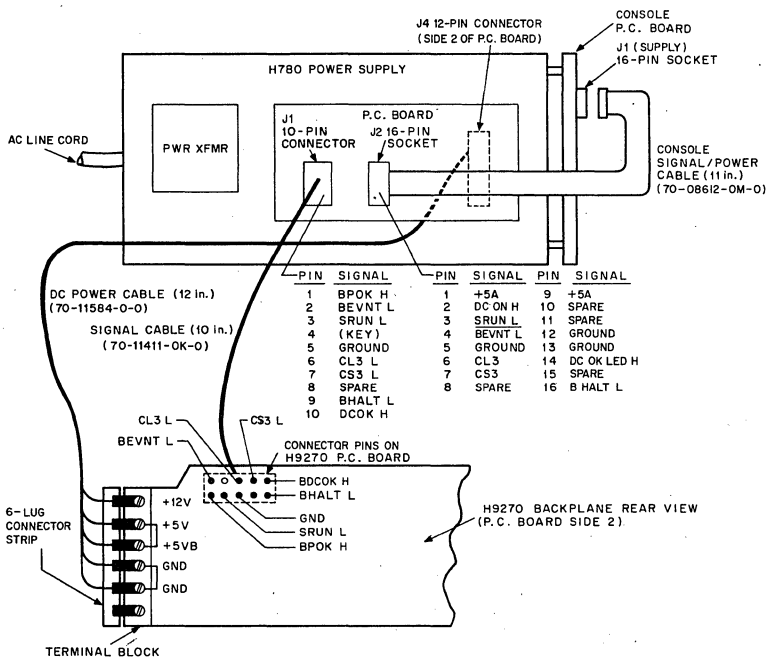 J4 12-PIN CONNECTOR
(SIDE 2 OF P.C. BOARD)
CONSOLE
P.C. BOARD
J1 (SUPPLY)
16-PIN SOCKET
H780 POWER SUPPLY
P.C. BOARD
J1
10-PIN
CONNECTOR
J2 16-PIN
SOCKET
AC LINE CORD
PWR XFMR
CONSOLE
SIGNAL/POWER
CABLE (11 in.)
(70-08612-0M-0)
DC POWER CABLE (12 in.)
(70-11584-0-0)
SIGNAL CABLE (10 in.)
(70-11411-0K-0)
PIN SIGNAL
1 BPOK H
2 BEVNT L
3 SRUN L
4 (KEY)
5 GROUND
6 CL3 L
7 CS3 L
8 SPARE
9 BHALT L
10 DCOK H
PIN SIGNAL PIN SIGNAL
1 +5A 9 +5A
2 DC ON H 10 SPARE
3 SRUN L 11 SPARE
4 BEVNT L 12 GROUND
5 GROUND 13 GROUND
6 CL3 14 DC OK LED H
7 CS3 15 SPARE
8 SPARE 16 B HALT L
CL3 L
CS3 L
BEVNT L
CONNECTOR PINS ON
H9270 P.C. BOARD
BDCOK H
BHALT L
GND
SRUN L
BPOK H
H9270 BACKPLANE REAR VIEW
(P.C. BOARD SIDE 2)
6-LUG
CONNECTOR
STRIP
+12V
+5V
+5VB
GND
GND
TERMINAL BLOCK